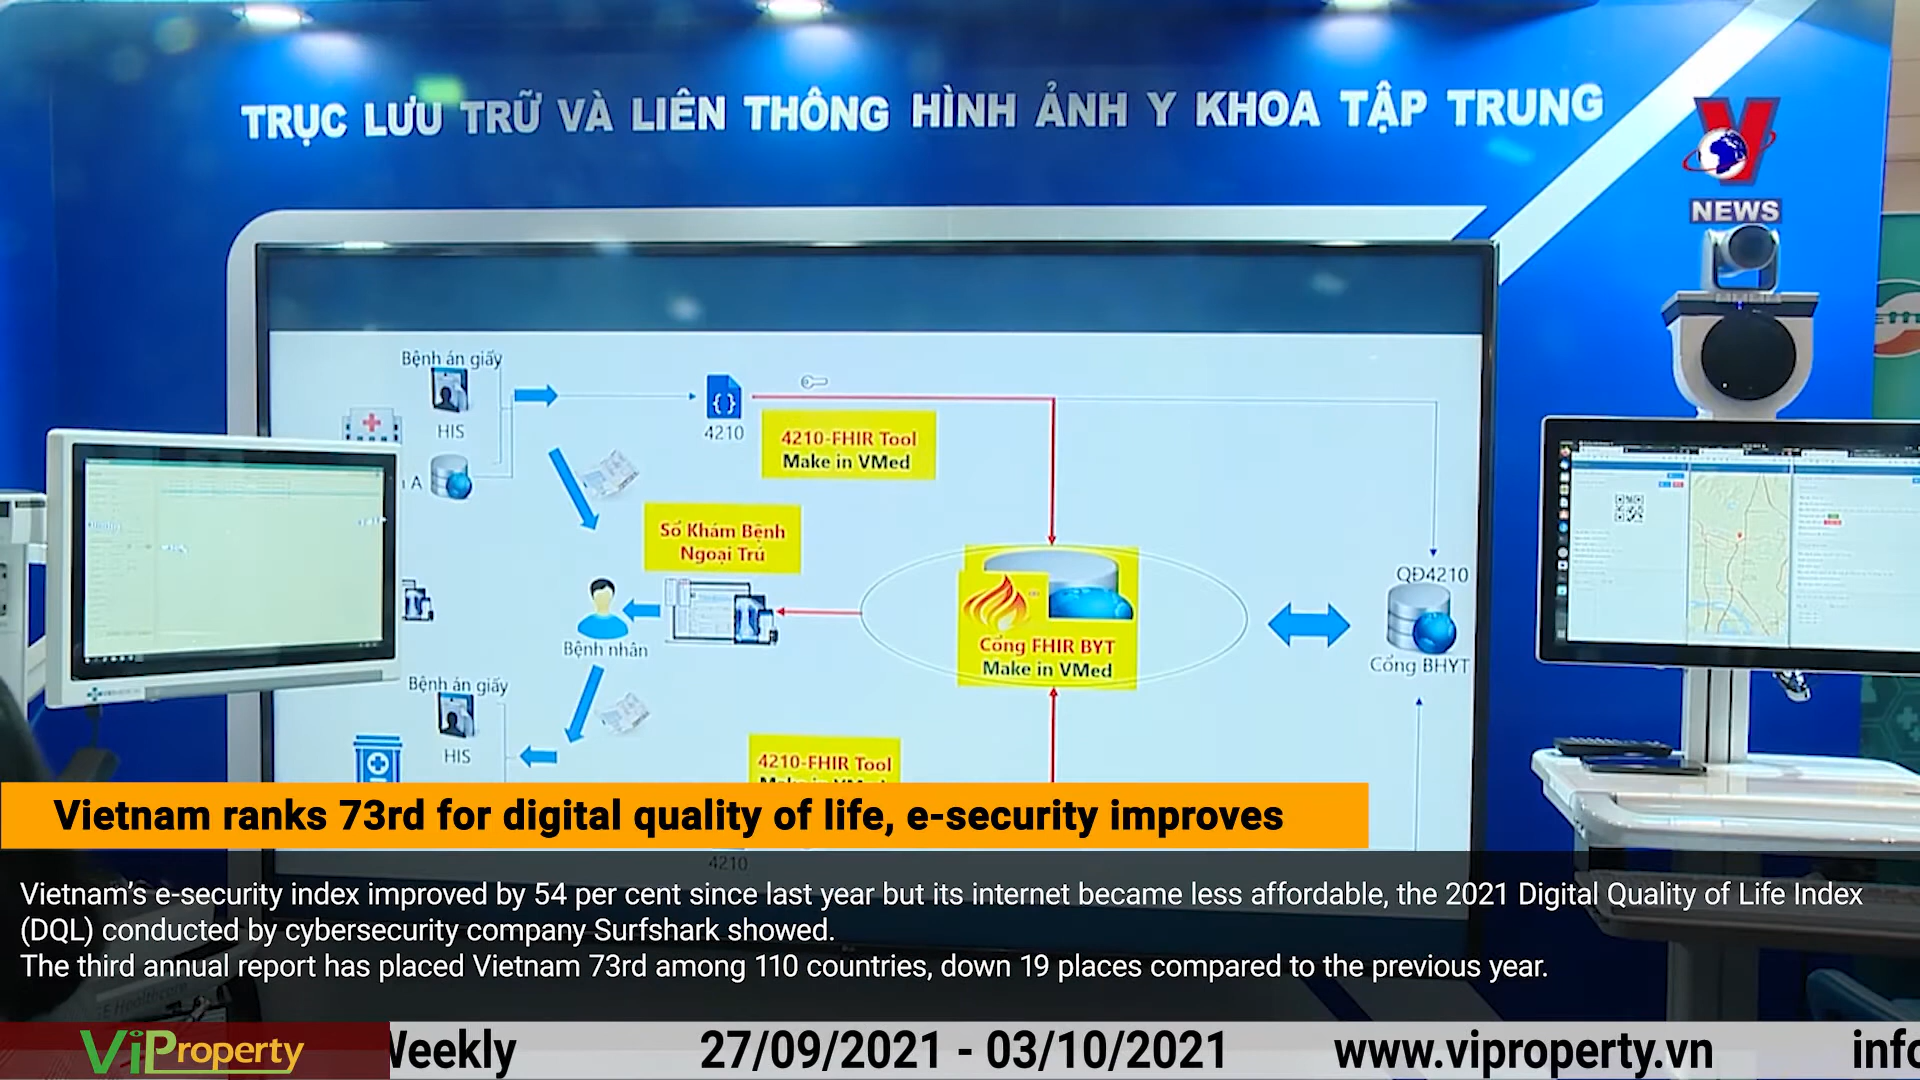 TRỤC LƯU TRỮ VÀ LIÊN THÔNG HÌNH ẢNH Y KHOA TẬP TRUNG
V
NEWS
Bệnh án giấy
HIS
A
4210
4210-FHIR Tool
Make in VMed
Sổ Khám Bệnh
Ngoại Trú
Bệnh nhân
Cổng FHIR BYT
Make in VMed
QĐ4210
Cổng BHYT
Bệnh án giấy
HIS
4210-FHIR Tool
Make in VMed
Vietnam ranks 73rd for digital quality of life, e-security improves
4210
Vietnam’s e-security index improved by 54 per cent since last year but its internet became less affordable, the 2021 Digital Quality of Life Index
(DQL) conducted by cybersecurity company Surfshark showed.
The third annual report has placed Vietnam 73rd among 110 countries, down 19 places compared to the previous year.
ViProperty
Weekly 27/09/2021 - 03/10/2021 www.viproperty.vn info